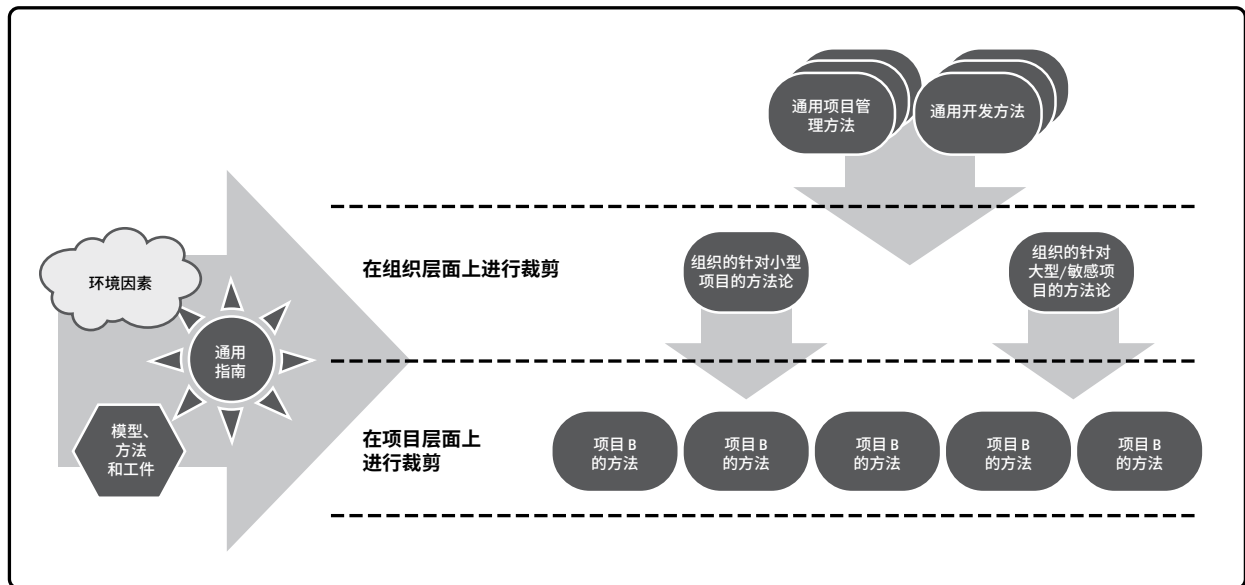 通用项目管
理方法
通用开发方法
在组织层面上进行裁剪
组织的针对小型
项目的方法论
组织的针对
大型/敏感项
目的方法论
环境因素
通用
指南
模型、
方法
和工件
在项目层面上
进行裁剪
项目 B
的方法
项目 B
的方法
项目 B
的方法
项目 B
的方法
项目 B
的方法